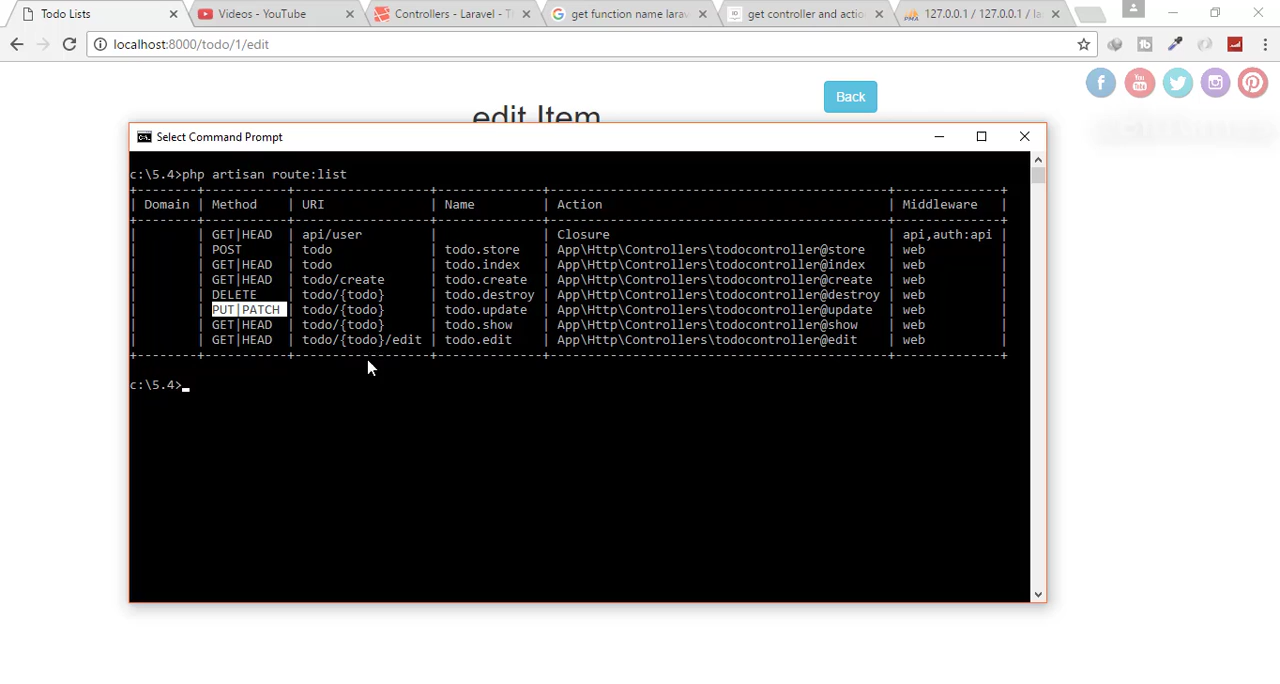 Todo Lists
Videos - YouTube
Controllers - Laravel - Th
get function name larav
get controller and actio
127.0.0.1 / 127.0.0.1 / la
localhost:8000/todo/1/edit
Back
edit Item
Select Command Prompt
c:\5.4>php artisan route:list
+--------+-----------+------------------+--------------+----------------------------------------------+--------------+
| Domain | Method | URI | Name | Action | Middleware |
+--------+-----------+------------------+--------------+----------------------------------------------+--------------+
| | GET|HEAD | api/user | | Closure | api,auth:api |
| | POST | todo | todo.store | App\Http\Controllers\todocontroller@store | web |
| | GET|HEAD | todo | todo.index | App\Http\Controllers\todocontroller@index | web |
| | GET|HEAD | todo/create | todo.create | App\Http\Controllers\todocontroller@create | web |
| | DELETE | todo/{todo} | todo.destroy | App\Http\Controllers\todocontroller@destroy | web |
| | PUT|PATCH | todo/{todo} | todo.update | App\Http\Controllers\todocontroller@update | web |
| | GET|HEAD | todo/{todo} | todo.show | App\Http\Controllers\todocontroller@show | web |
| | GET|HEAD | todo/{todo}/edit | todo.edit | App\Http\Controllers\todocontroller@edit | web |
+--------+-----------+------------------+--------------+----------------------------------------------+--------------+
c:\5.4>